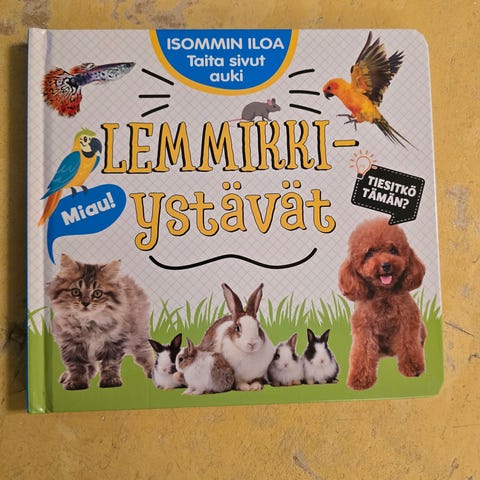 ISOMMIN ILOA
Taita sivut
auki
LEMMIKKI-
ystävät
Miau!
TIESITKÖ
TÄMÄN?